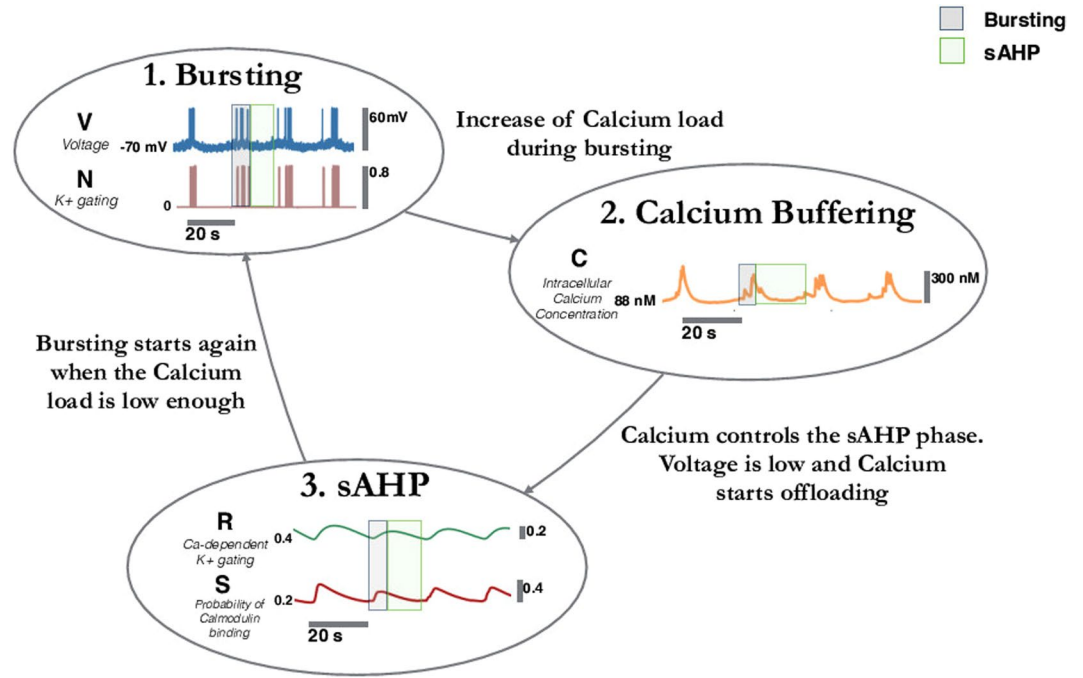 Bursting
sAHP
1. Bursting
V
Voltage
-70 mV
60mV
N
K+ gating
0
0.8
20 s
Increase of Calcium load
during bursting
2. Calcium Buffering
C
Intracellular
Calcium
Concentration
88 nM
300 nM
20 s
Bursting starts again
when the Calcium
load is low enough
Calcium controls the sAHP phase.
Voltage is low and Calcium
starts offloading
3. sAHP
R
Ca-dependent
K+ gating
0.4
0.2
S
Probability of
Calmodulin
binding
0.2
0.4
20 s